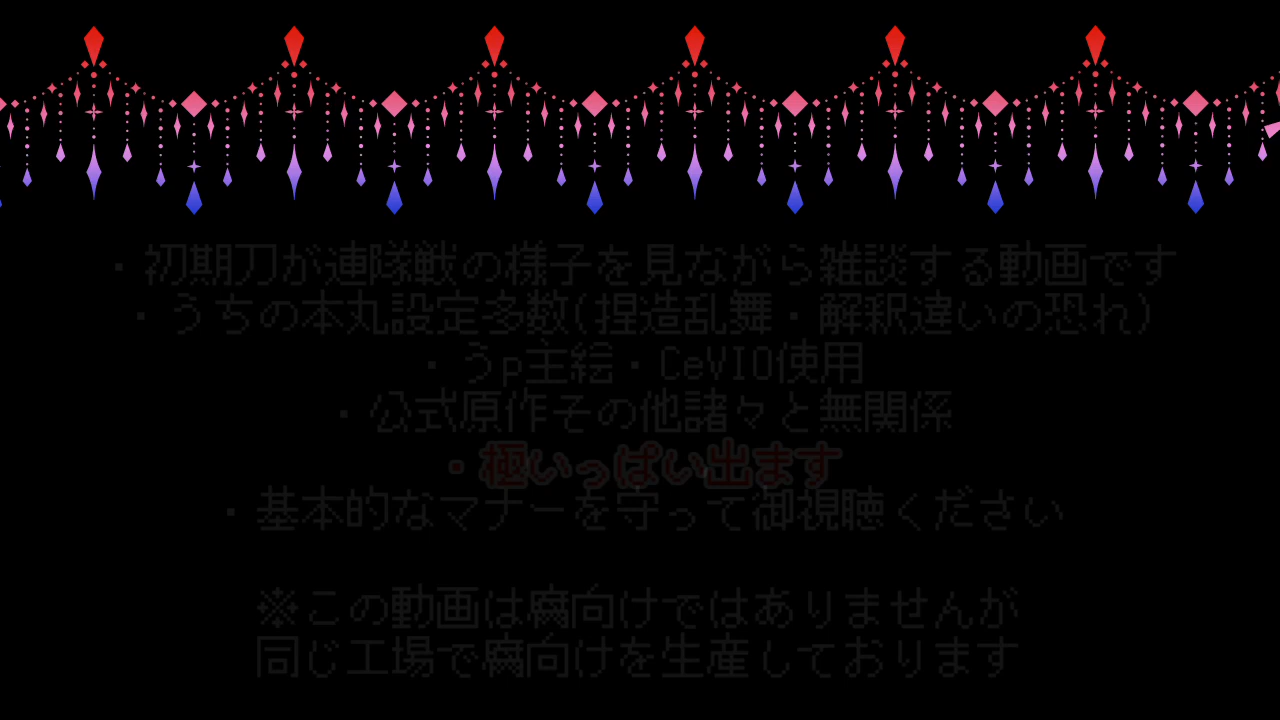 ・初期刀が連隊戦の様子を見ながら雑談する動画です
・うちの本丸設定多数(捏造乱舞・解釈違いの恐れ)
・うp主絵・CeVIO使用
・公式原作その他諸々と無関係
・極いっぱい出ます
・基本的なマナーを守って御視聴ください
※この動画は腐向けではありませんが
同じ工場で腐向けを生産しております